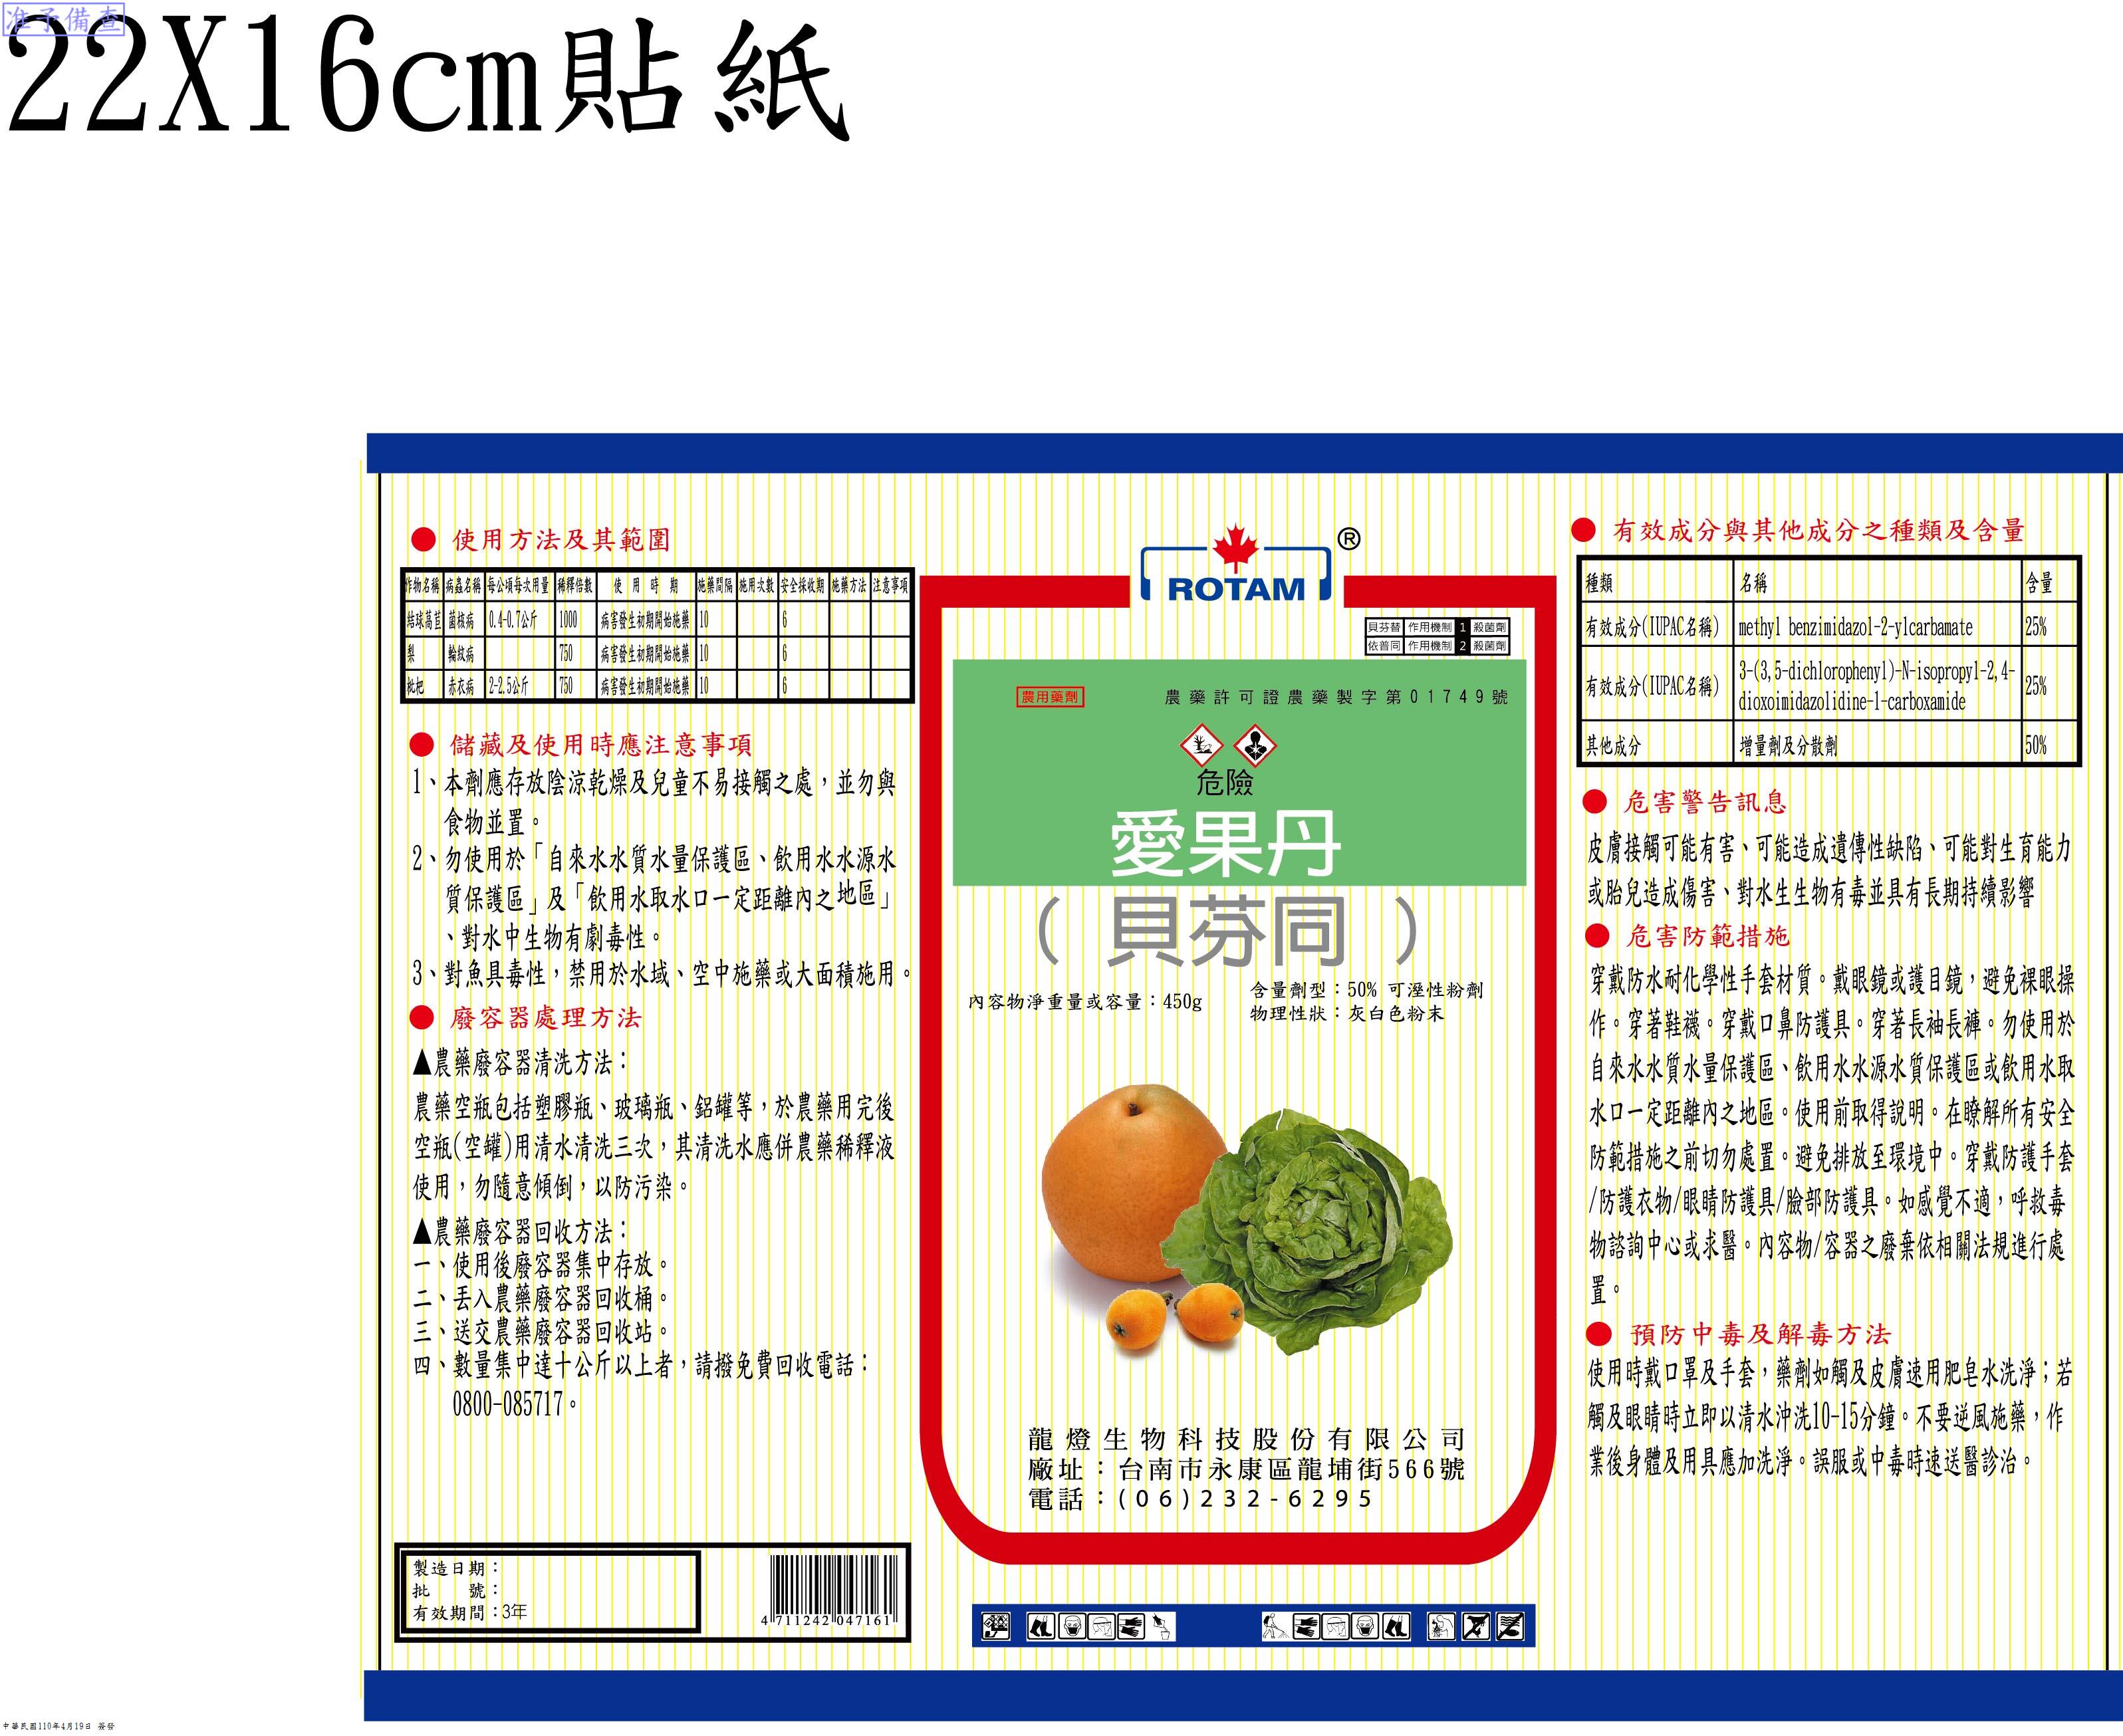 准予備查
22X16cm貼紙
● 使用方法及其範圍
作物名稱 病蟲名稱 每公頃每次用量 稀釋倍數 使用時期 施藥間隔 施用次數 安全採收期 施藥方法 注意事項
結球萵苣 菌核病 0.4-0.7公斤 1000 病害發生初期開始施藥 10 6
梨 輪紋病 750 病害發生初期開始施藥 10 6
枇杷 赤衣病 2-2.5公斤 750 病害發生初期開始施藥 10 6
● 儲藏及使用時應注意事項
1、本劑應存放陰涼乾燥及兒童不易接觸之處，並勿與
食物並置。
2、勿使用於「自來水水質水量保護區、飲用水水源水
質保護區」及「飲用水取水口一定距離內之地區」
、對水中生物有劇毒性。
3、對魚具毒性，禁用於水域、空中施藥或大面積施用。
● 廢容器處理方法
▲農藥廢容器清洗方法：
農藥空瓶包括塑膠瓶、玻璃瓶、鋁罐等，於農藥用完後
空瓶(空罐)用清水清洗三次，其清洗水應併農藥稀釋液
使用，勿隨意傾倒，以防污染。
▲農藥廢容器回收方法：
一、使用後廢容器集中存放。
二、丟入農藥廢容器回收桶。
三、送交農藥廢容器回收站。
四、數量集中達十公斤以上者，請撥免費回收電話：
0800-085717。
製造日期：
批　　號：
有效期間：3年
4 711242 047161
ROTAM ®
貝芬替 作用機制 1 殺菌劑
依普同 作用機制 2 殺菌劑
農用藥劑
農藥許可證農藥製字第01749號
危險
愛果丹
（貝芬同）
內容物淨重量或容量：450g
含量劑型：50% 可溼性粉劑
物理性狀：灰白色粉末
龍燈生物科技股份有限公司
廠址：台南市永康區龍埔街566號
電話：(06)232-6295
● 有效成分與其他成分之種類及含量
種類 名稱 含量
有效成分(IUPAC名稱) methyl benzimidazol-2-ylcarbamate 25%
有效成分(IUPAC名稱) 3-(3,5-dichlorophenyl)-N-isopropyl-2,4-
dioxoimidazolidine-1-carboxamide 25%
其他成分 增量劑及分散劑 50%
● 危害警告訊息
皮膚接觸可能有害、可能造成遺傳性缺陷、可能對生育能力
或胎兒造成傷害、對水生生物有毒並具有長期持續影響
● 危害防範措施
穿戴防水耐化學性手套材質。戴眼鏡或護目鏡，避免裸眼操
作。穿著鞋襪。穿戴口鼻防護具。穿著長袖長褲。勿使用於
自來水水質水量保護區、飲用水水源水質保護區或飲用水取
水口一定距離內之地區。使用前取得說明。在瞭解所有安全
防範措施之前切勿處置。避免排放至環境中。穿戴防護手套
/防護衣物/眼睛防護具/臉部防護具。如感覺不適，呼救毒
物諮詢中心或求醫。內容物/容器之廢棄依相關法規進行處
置。
● 預防中毒及解毒方法
使用時戴口罩及手套，藥劑如觸及皮膚速用肥皂水洗淨；若
觸及眼睛時立即以清水沖洗10-15分鐘。不要逆風施藥，作
業後身體及用具應加洗淨。誤服或中毒時速送醫診治。
中華民國110年4月19日 簽發